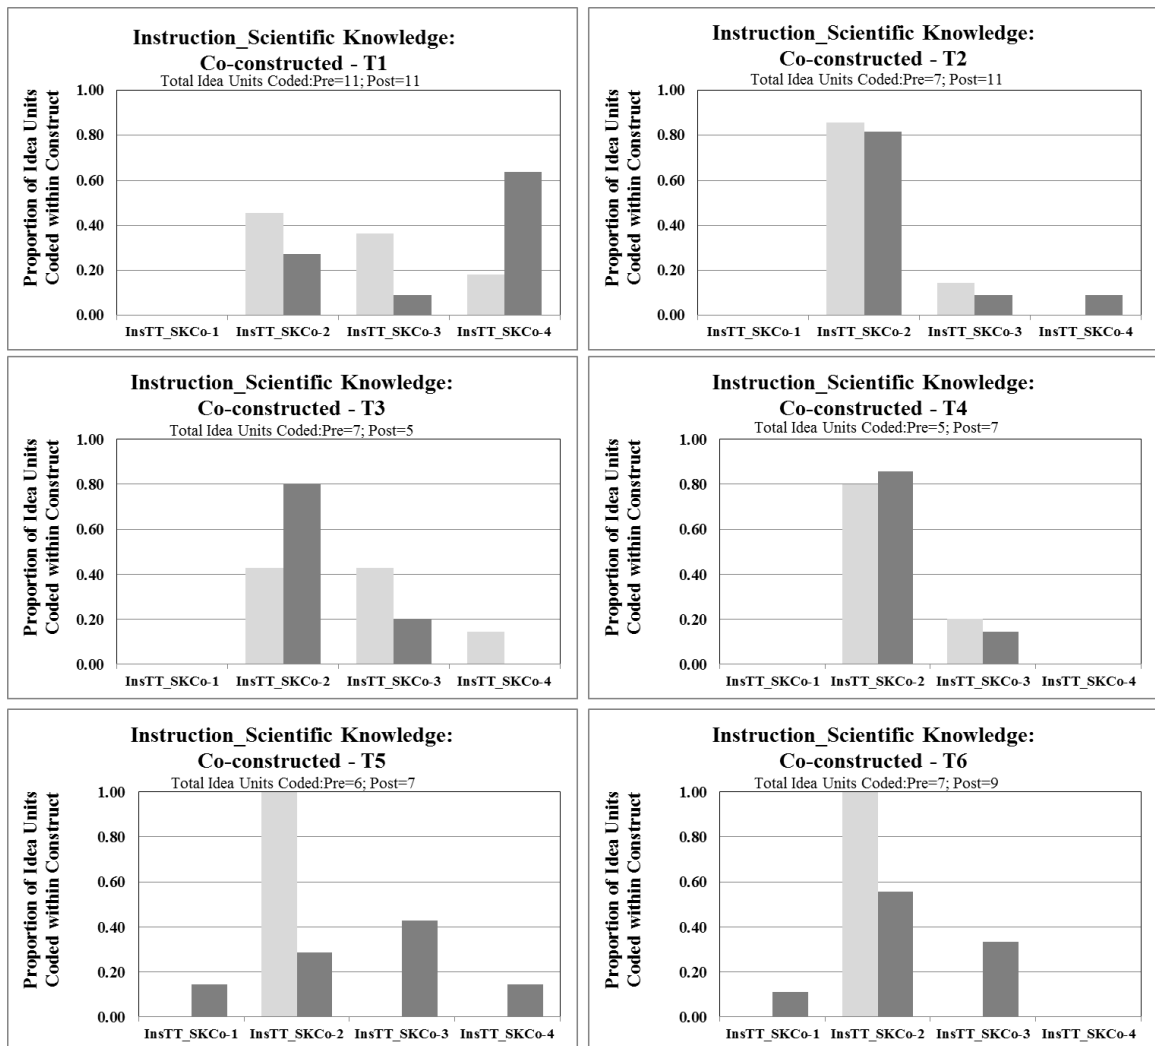 Instruction_Scientific Knowledge:
Co-constructed - T1
Total Idea Units Coded:Pre=11; Post=11
Proportion of Idea Units
Coded within Construct
1.00
0.80
0.60
0.40
0.20
0.00
InsTT_SKCo-1 InsTT_SKCo-2 InsTT_SKCo-3 InsTT_SKCo-4
Instruction_Scientific Knowledge:
Co-constructed - T2
Total Idea Units Coded:Pre=7; Post=11
Proportion of Idea Units
Coded within Construct
1.00
0.80
0.60
0.40
0.20
0.00
InsTT_SKCo-1 InsTT_SKCo-2 InsTT_SKCo-3 InsTT_SKCo-4
Instruction_Scientific Knowledge:
Co-constructed - T3
Total Idea Units Coded:Pre=7; Post=5
Proportion of Idea Units
Coded within Construct
1.00
0.80
0.60
0.40
0.20
0.00
InsTT_SKCo-1 InsTT_SKCo-2 InsTT_SKCo-3 InsTT_SKCo-4
Instruction_Scientific Knowledge:
Co-constructed - T4
Total Idea Units Coded:Pre=5; Post=7
Proportion of Idea Units
Coded within Construct
1.00
0.80
0.60
0.40
0.20
0.00
InsTT_SKCo-1 InsTT_SKCo-2 InsTT_SKCo-3 InsTT_SKCo-4
Instruction_Scientific Knowledge:
Co-constructed - T5
Total Idea Units Coded:Pre=6; Post=7
Proportion of Idea Units
Coded within Construct
1.00
0.80
0.60
0.40
0.20
0.00
InsTT_SKCo-1 InsTT_SKCo-2 InsTT_SKCo-3 InsTT_SKCo-4
Instruction_Scientific Knowledge:
Co-constructed - T6
Total Idea Units Coded:Pre=7; Post=9
Proportion of Idea Units
Coded within Construct
1.00
0.80
0.60
0.40
0.20
0.00
InsTT_SKCo-1 InsTT_SKCo-2 InsTT_SKCo-3 InsTT_SKCo-4